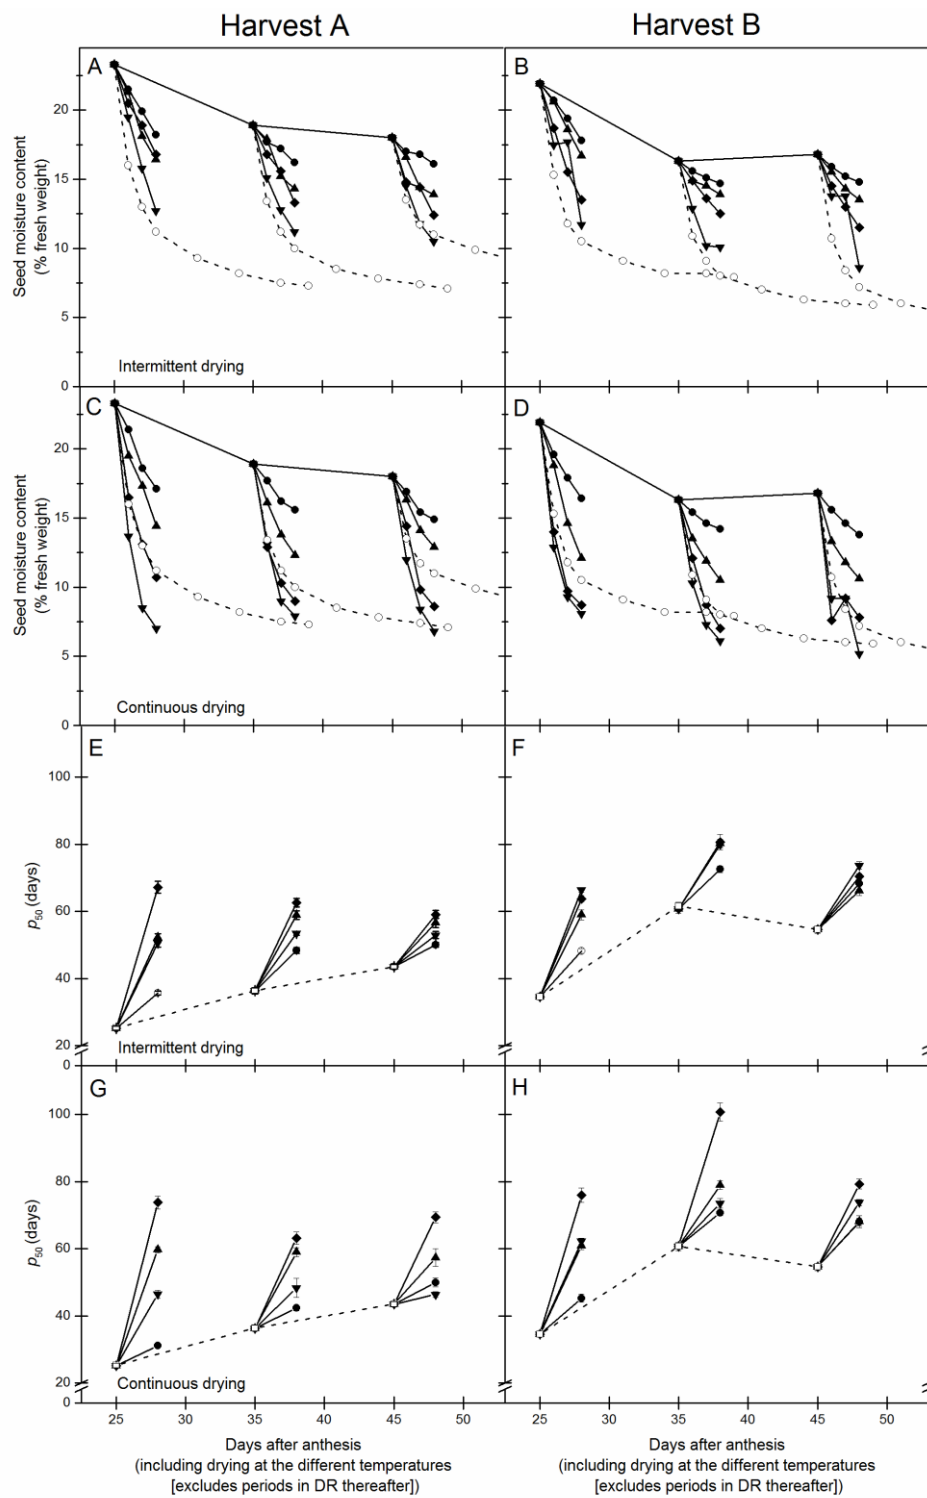 Harvest A
Harvest B
A
B
20
15
10
5
0
Seed moisture content
(% fresh weight)
Intermittent drying
C
D
20
15
10
5
0
Seed moisture content
(% fresh weight)
Continuous drying
E
F
100
80
60
40
20
0
p50 (days)
Intermittent drying
G
H
100
80
60
40
20
0
p50 (days)
Continuous drying
25 30 35 40 45 50
25 30 35 40 45 50
Days after anthesis
(including drying at the different temperatures
[excludes periods in DR thereafter])
Days after anthesis
(including drying at the different temperatures
[excludes periods in DR thereafter])